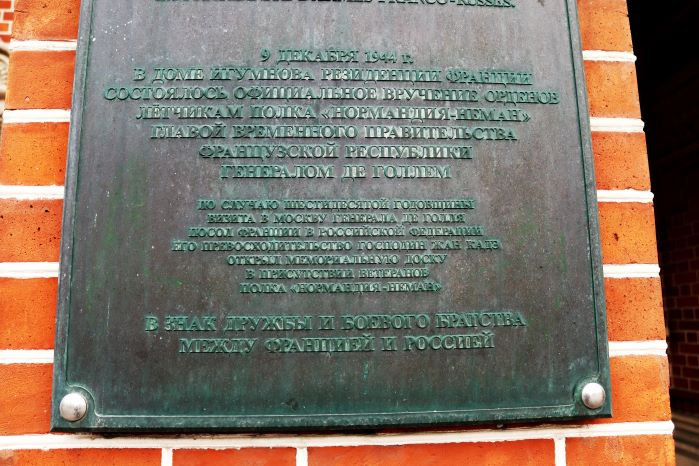 FRANCO-RUSSES.
9 ДЕКАБРЯ 1944 г.
В ДОМЕ ИГУМНОВА РЕЗИДЕНЦИИ ФРАНЦИИ
СОСТОЯЛОСЬ ОФИЦИАЛЬНОЕ ВРУЧЕНИЕ ОРДЕНОВ
ЛЁТЧИКАМ ПОЛКА «НОРМАНДИЯ-НЕМАН»
ГЛАВОЙ ВРЕМЕННОГО ПРАВИТЕЛЬСТВА
ФРАНЦУЗСКОЙ РЕСПУБЛИКИ
ГЕНЕРАЛОМ ДЕ ГОЛЛЕМ
ПО СЛУЧАЮ ШЕСТИДЕСЯТОЙ ГОДОВЩИНЫ
ВИЗИТА В МОСКВУ ГЕНЕРАЛА ДЕ ГОЛЛЯ
ПОСОЛ ФРАНЦИИ В РОССИЙСКОЙ ФЕДЕРАЦИИ
ЕГО ПРЕВОСХОДИТЕЛЬСТВО ГОСПОДИН ЖАН КАДЭ
ОТКРЫЛ МЕМОРИАЛЬНУЮ ДОСКУ
В ПРИСУТСТВИИ ВЕТЕРАНОВ
ПОЛКА «НОРМАНДИЯ-НЕМАН»
В ЗНАК ДРУЖБЫ И БОЕВОГО БРАТСТВА
МЕЖДУ ФРАНЦИЕЙ И РОССИЕЙ